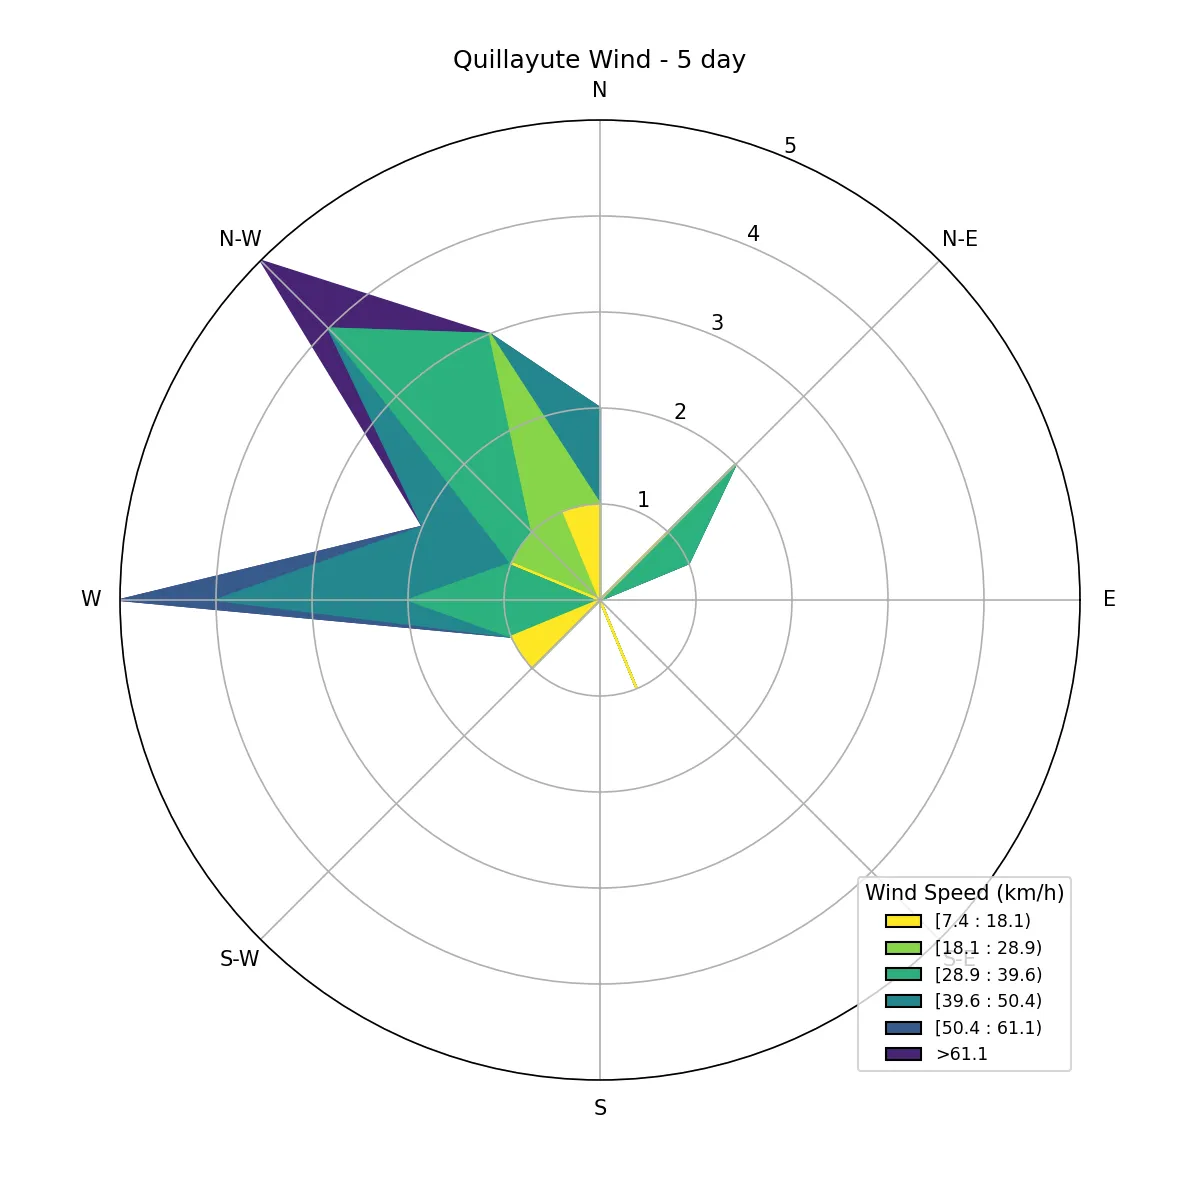 Quillayute Wind - 5 day
N
5
N-W
4
N-E
3
2
1
W
E
S-W
S-E
S
Wind Speed (km/h)
[7.4 : 18.1)
[18.1 : 28.9)
[28.9 : 39.6)
[39.6 : 50.4)
[50.4 : 61.1)
>61.1